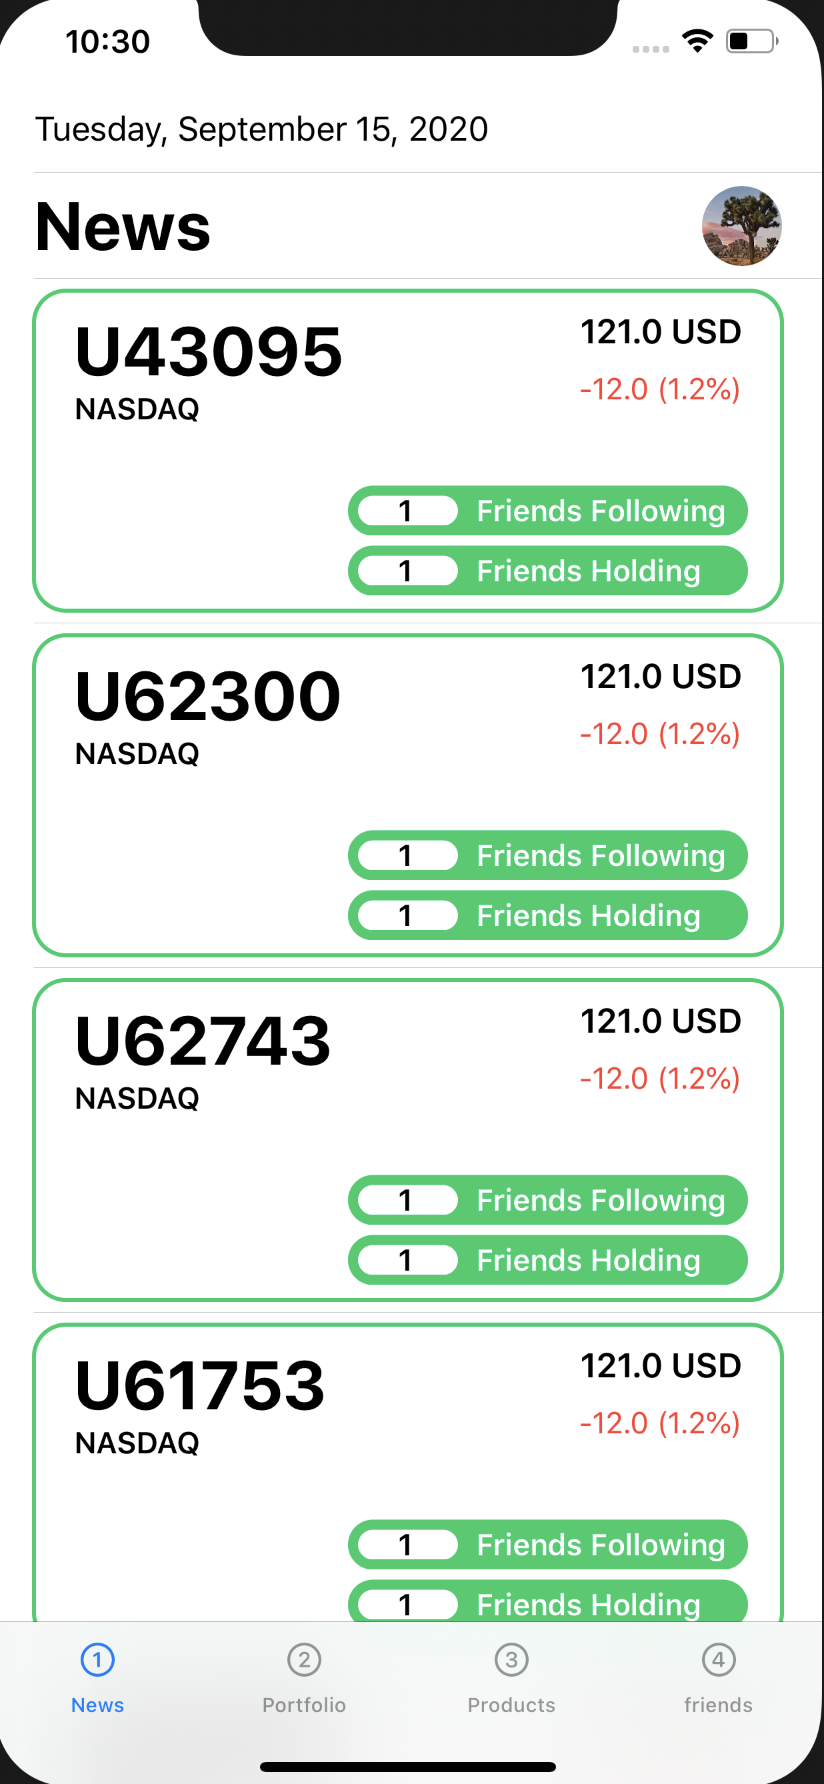 10:30
Tuesday, September 15, 2020
News
U43095 121.0 USD
NASDAQ -12.0 (1.2%)
1 Friends Following
1 Friends Holding
U62300 121.0 USD
NASDAQ -12.0 (1.2%)
1 Friends Following
1 Friends Holding
U62743 121.0 USD
NASDAQ -12.0 (1.2%)
1 Friends Following
1 Friends Holding
U61753 121.0 USD
NASDAQ -12.0 (1.2%)
1 Friends Following
1 Friends Holding
1 2 3 4
News Portfolio Products friends